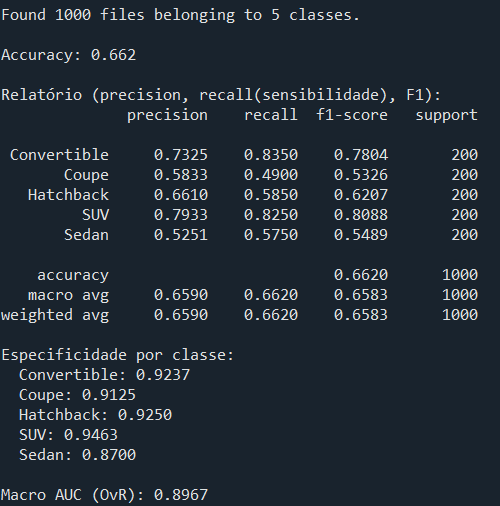 Found 1000 files belonging to 5 classes.
Accuracy: 0.662
Relatório (precision, recall(sensibilidade), F1):
precision recall f1-score support
Convertible 0.7325 0.8350 0.7804 200
Coupe 0.5833 0.4900 0.5326 200
Hatchback 0.6610 0.5850 0.6207 200
SUV 0.7933 0.8250 0.8088 200
Sedan 0.5251 0.5750 0.5489 200
accuracy 0.6620 1000
macro avg 0.6590 0.6620 0.6583 1000
weighted avg 0.6590 0.6620 0.6583 1000
Especificidade por classe:
Convertible: 0.9237
Coupe: 0.9125
Hatchback: 0.9250
SUV: 0.9463
Sedan: 0.8700
Macro AUC (OvR): 0.8967